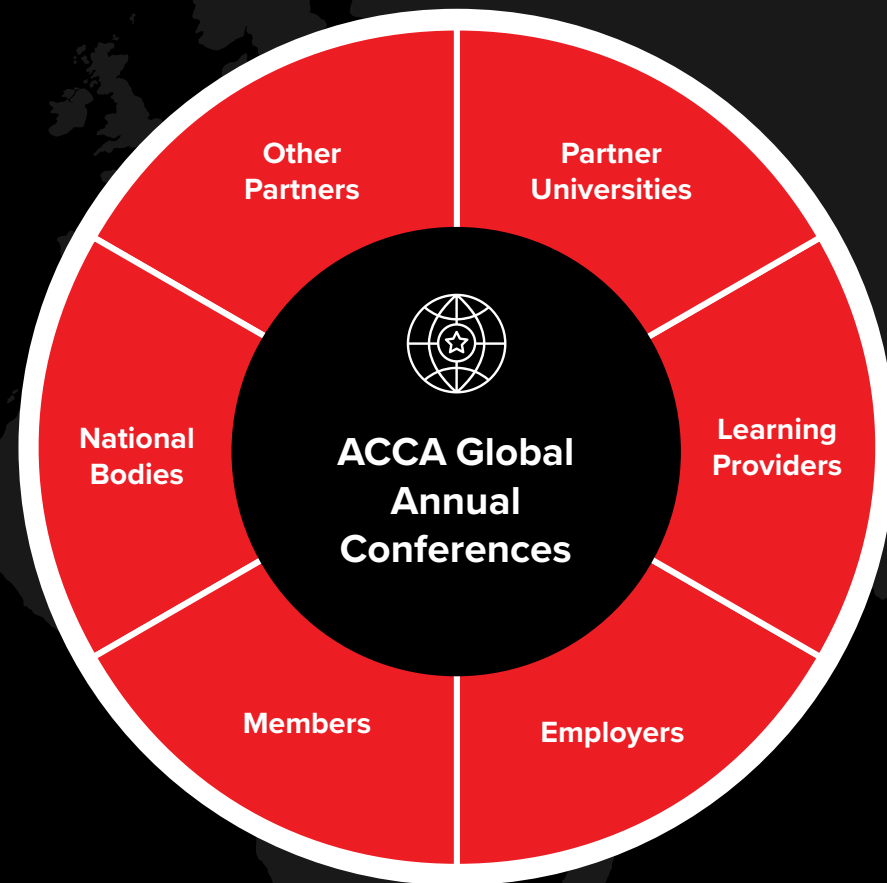 Other
Partners
Partner
Universities
National
Bodies
ACCA Global
Annual
Conferences
Learning
Providers
Members
Employers